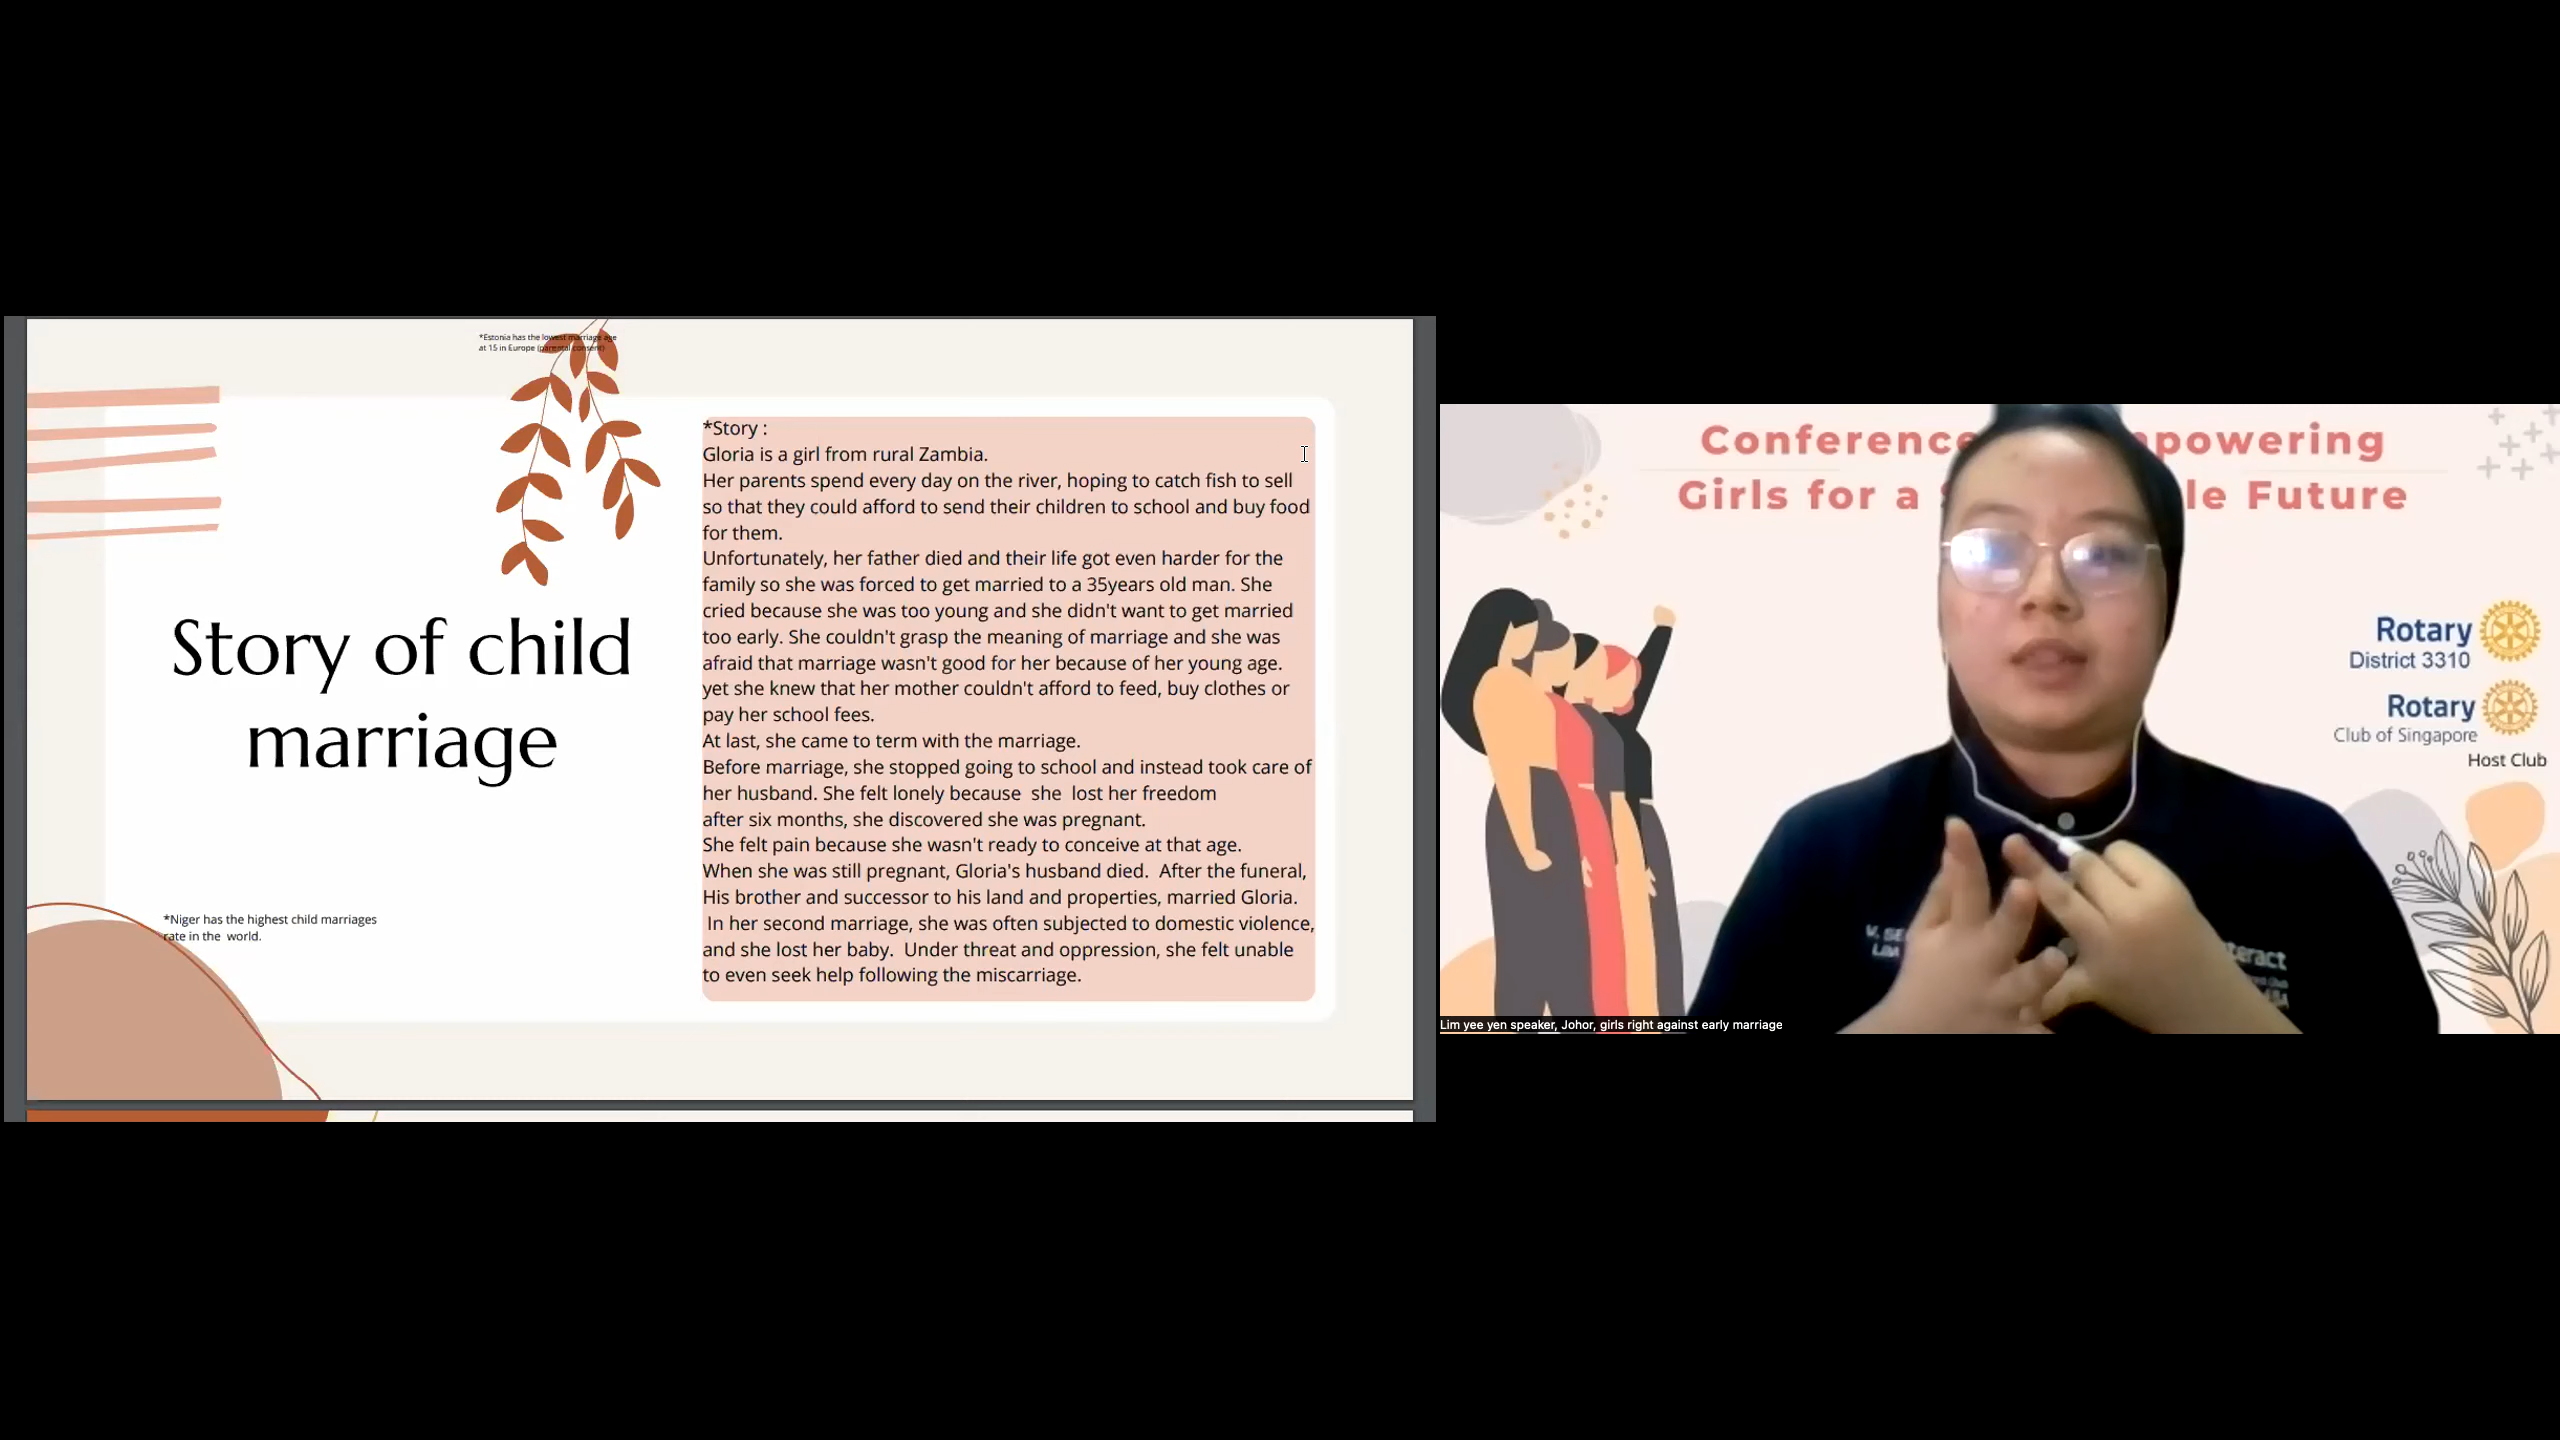 *Estonia has the lowest marriage age
at 15 in Europe (parental consent)
Story of child
marriage
*Niger has the highest child marriages
rate in the world.
*Story :
Gloria is a girl from rural Zambia.
Her parents spend every day on the river, hoping to catch fish to sell
so that they could afford to send their children to school and buy food
for them.
Unfortunately, her father died and their life got even harder for the
family so she was forced to get married to a 35years old man. She
cried because she was too young and she didn't want to get married
too early. She couldn't grasp the meaning of marriage and she was
afraid that marriage wasn't good for her because of her young age.
yet she knew that her mother couldn't afford to feed, buy clothes or
pay her school fees.
At last, she came to term with the marriage.
Before marriage, she stopped going to school and instead took care of
her husband. She felt lonely because she lost her freedom
after six months, she discovered she was pregnant.
She felt pain because she wasn't ready to conceive at that age.
When she was still pregnant, Gloria's husband died. After the funeral,
His brother and successor to his land and properties, married Gloria.
In her second marriage, she was often subjected to domestic violence,
and she lost her baby. Under threat and oppression, she felt unable
to even seek help following the miscarriage.
Conference powering
Girls for a le Future
Rotary
District 3310
Rotary
Club of Singapore
Host Club
teract
Lim yee yen speaker, Johor, girls right against early marriage